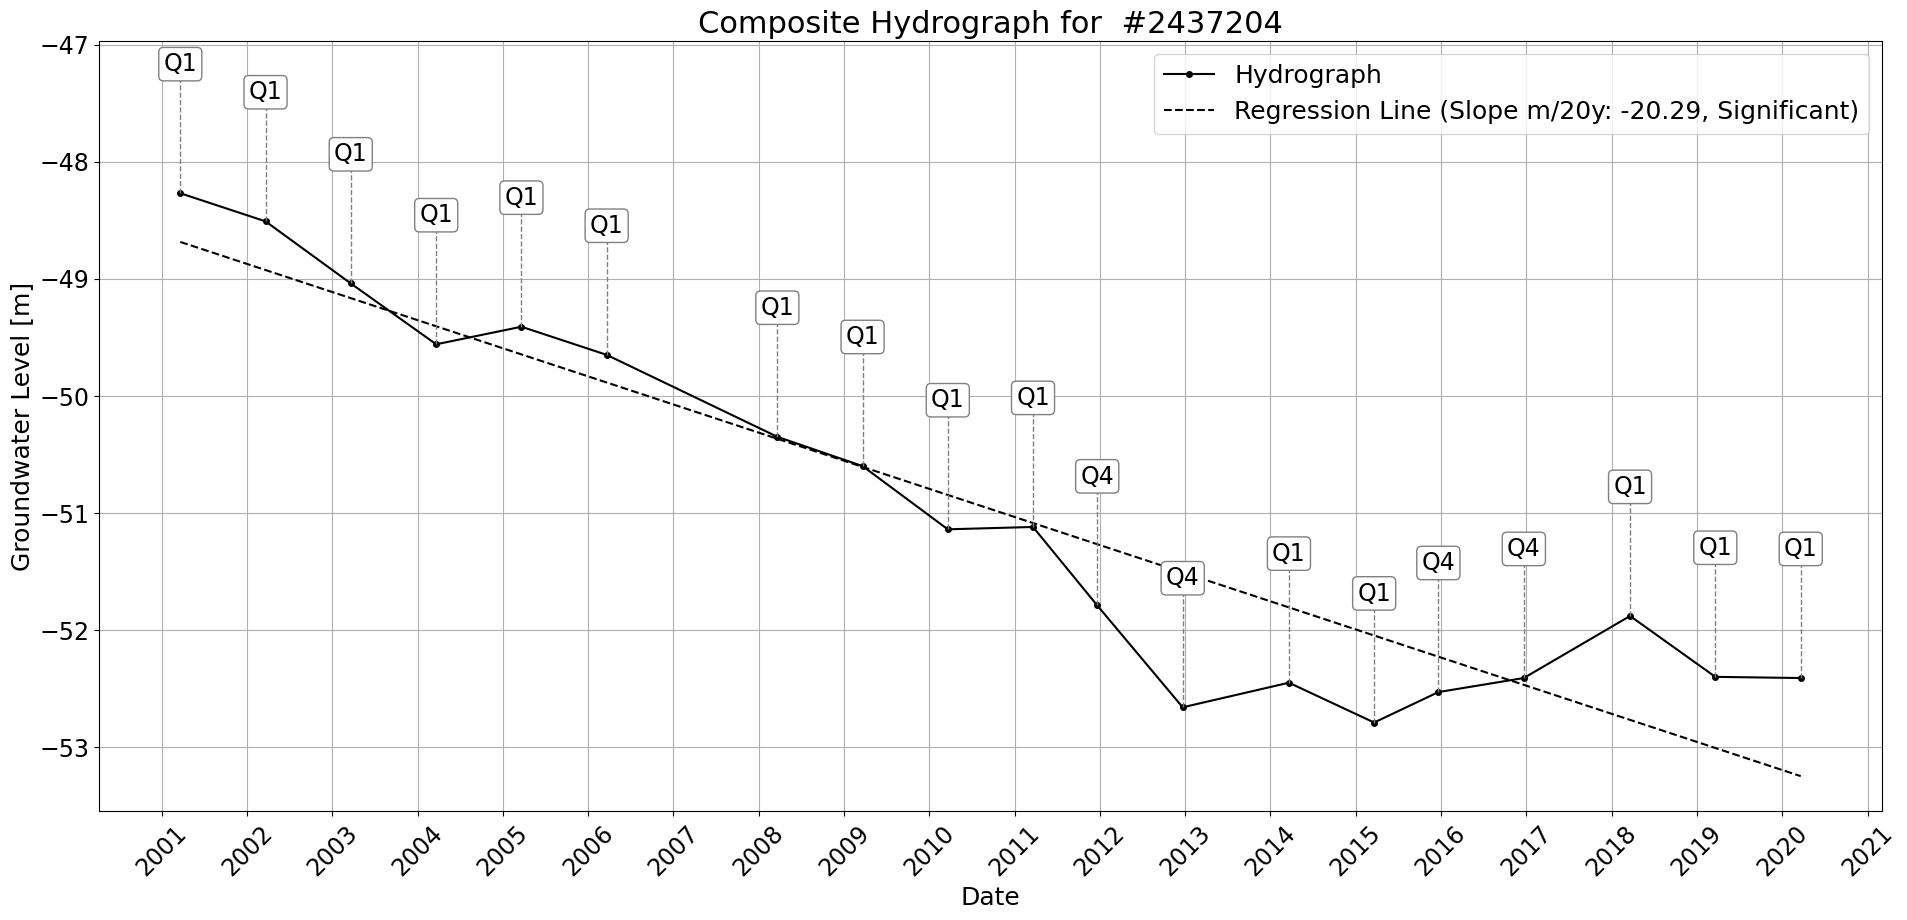 Composite Hydrograph for  #2437204
Hydrograph
Regression Line (Slope m/20y: -20.29, Significant)
Groundwater Level [m]
−47
−48
−49
−50
−51
−52
−53
Q1
Q1
Q1
Q1
Q1
Q1
Q1
Q1
Q1
Q1
Q4
Q4
Q1
Q1
Q4
Q4
Q1
Q1
Q1
2001
2002
2003
2004
2005
2006
2007
2008
2009
2010
2011
2012
2013
2014
2015
2016
2017
2018
2019
2020
2021
Date